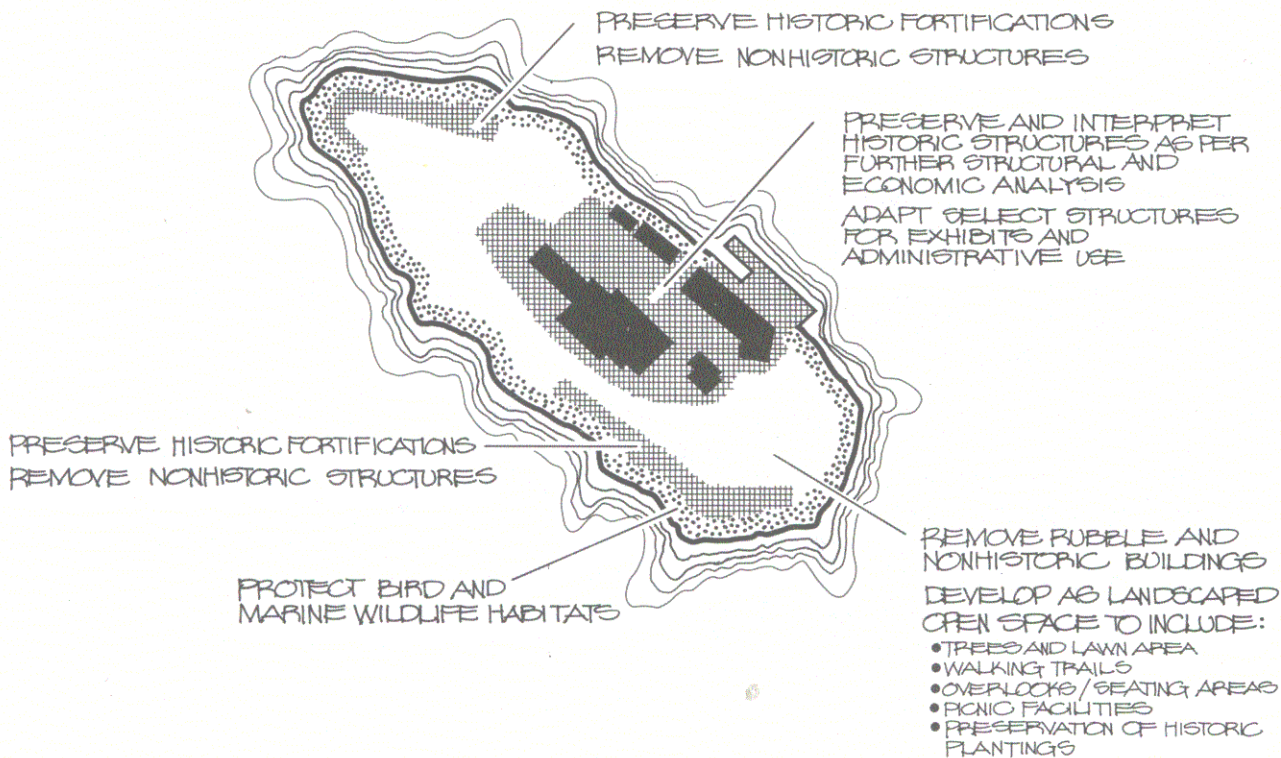 PRESERVE HISTORIC FORTIFICATIONS
REMOVE NONHISTORIC STRUCTURES
PRESERVE AND INTERPRET
HISTORIC STRUCTURES AS PER
FURTHER STRUCTURAL AND
ECONOMIC ANALYSIS
ADAPT SELECT STRUCTURES
FOR EXHIBITS AND
ADMINISTRATIVE USE
PRESERVE HISTORIC FORTIFICATIONS
REMOVE NONHISTORIC STRUCTURES
PROTECT BIRD AND
MARINE WILDLIFE HABITATS
REMOVE RUBBLE AND
NONHISTORIC BUILDINGS
DEVELOP AS LANDSCAPED
OPEN SPACE TO INCLUDE:
• TREES AND LAWN AREA
• WALKING TRAILS
• OVERLOOKS / SEATING AREAS
• PICNIC FACILITIES
• PRESERVATION OF HISTORIC
PLANTINGS